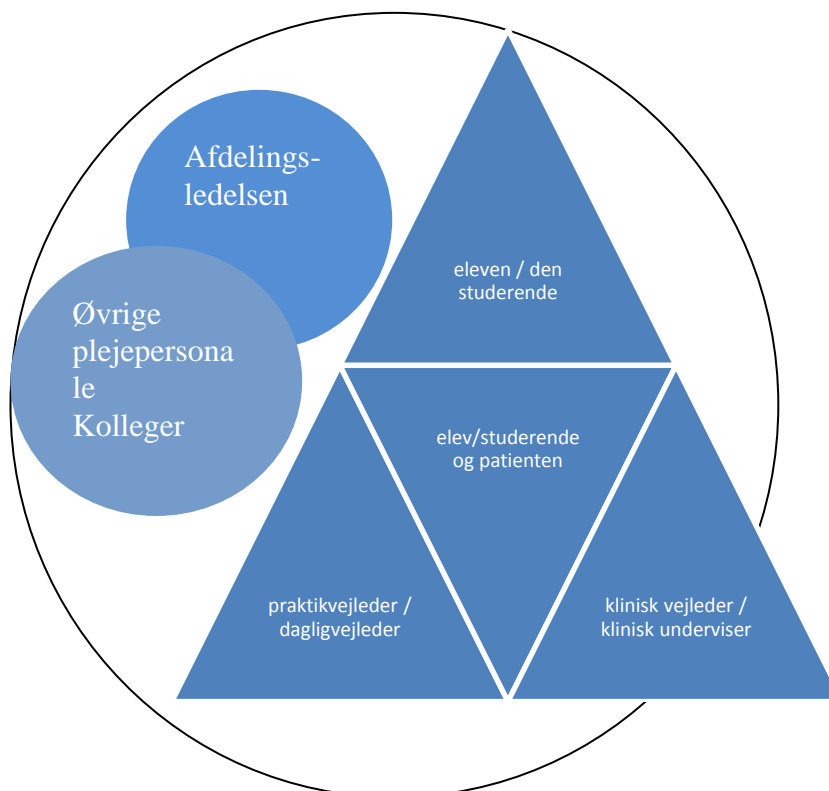 Afdelings-
ledelsen
Øvrige
plejepersona
le
Kolleger
eleven / den
studerende
elev/studerende
og patienten
praktikvejleder /
dagligvejleder
klinisk vejleder /
klinisk underviser